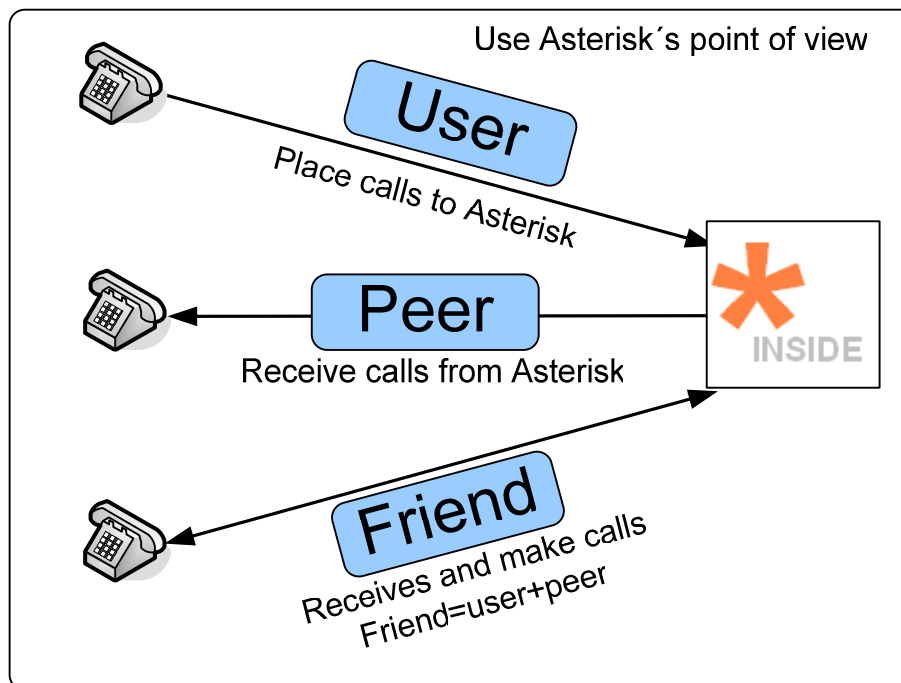 Use Asterisk´s point of view
User
Place calls to Asterisk
Peer
Receive calls from Asterisk
INSIDE
Friend
Receives and make calls
Friend=user+peer